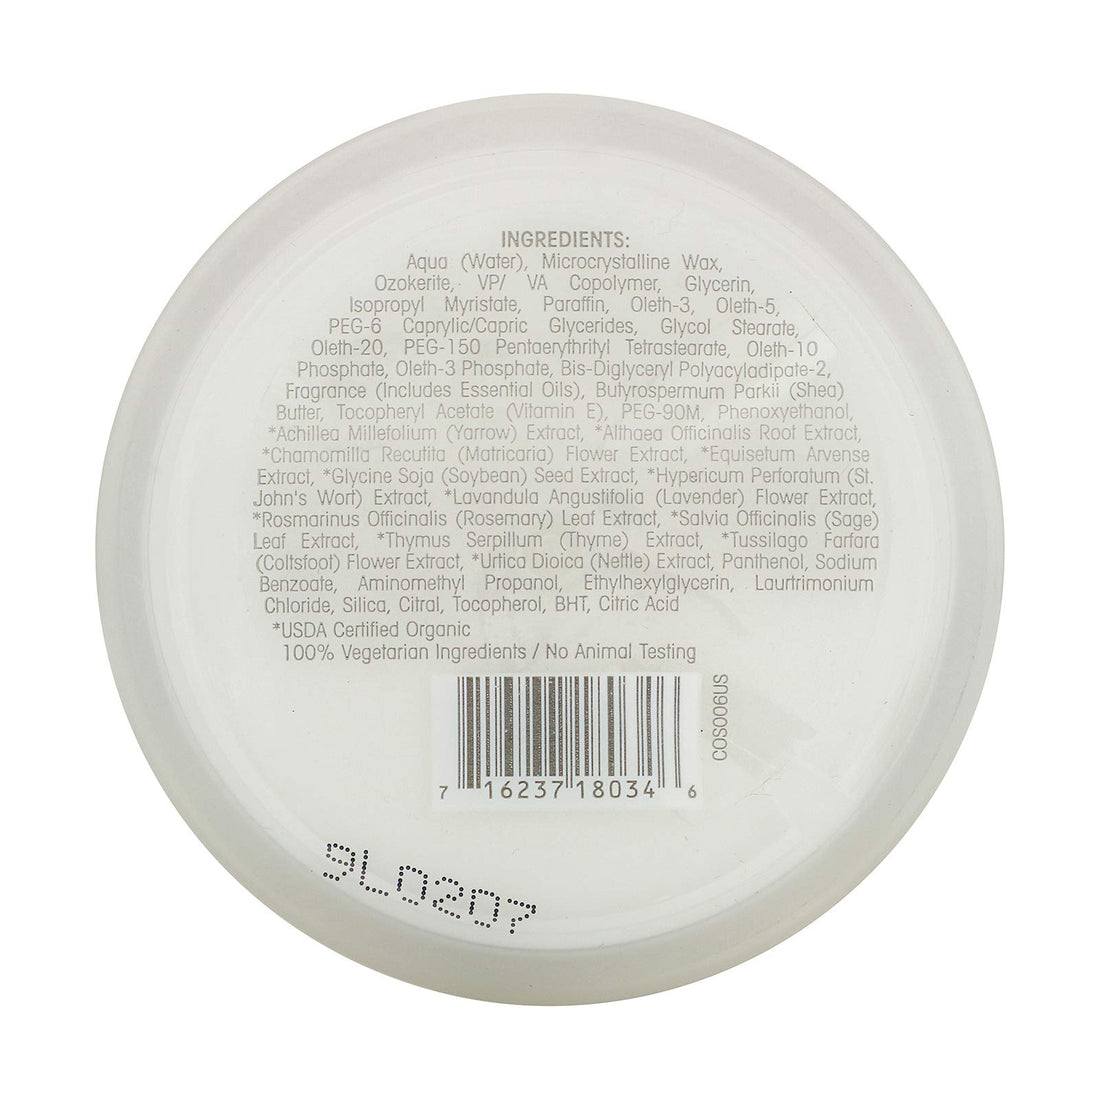 INGREDIENTS:
Aqua (Water), Microcrystalline Wax,
Ozokerite, VP/ VA Copolymer, Glycerin,
Isopropyl Myristate, Paraffin, Oleth-3, Oleth-5,
PEG-6 Caprylic/Capric Glycerides, Glycol Stearate,
Oleth-20, PEG-150 Pentaerythrityl Tetrastearate, Oleth-10
Phosphate, Oleth-3 Phosphate, Bis-Diglyceryl Polyacyladipate-2,
Fragrance (Includes Essential Oils), Butyrospermum Parkii (Shea)
Butter, Tocopheryl Acetate (Vitamin E), PEG-90M, Phenoxyethanol,
*Achillea Millefolium (Yarrow) Extract, *Althaea Officinalis Root Extract,
*Chamomilla Recutita (Matricaria) Flower Extract, *Equisetum Arvense
Extract, *Glycine Soja (Soybean) Seed Extract, *Hypericum Perforatum (St.
John's Wort) Extract, *Lavandula Angustifolia (Lavender) Flower Extract,
*Rosmarinus Officinalis (Rosemary) Leaf Extract, *Salvia Officinalis (Sage)
Leaf Extract, *Thymus Serpillum (Thyme) Extract, *Tussilago Farfara
(Coltsfoot) Flower Extract, *Urtica Dioica (Nettle) Extract, Panthenol, Sodium
Benzoate, Aminomethyl Propanol, Ethylhexylglycerin, Laurtrimonium
Chloride, Silica, Citral, Tocopherol, BHT, Citric Acid
*USDA Certified Organic
100% Vegetarian Ingredients / No Animal Testing
COS006US
7 16237 18034 6
9L0207